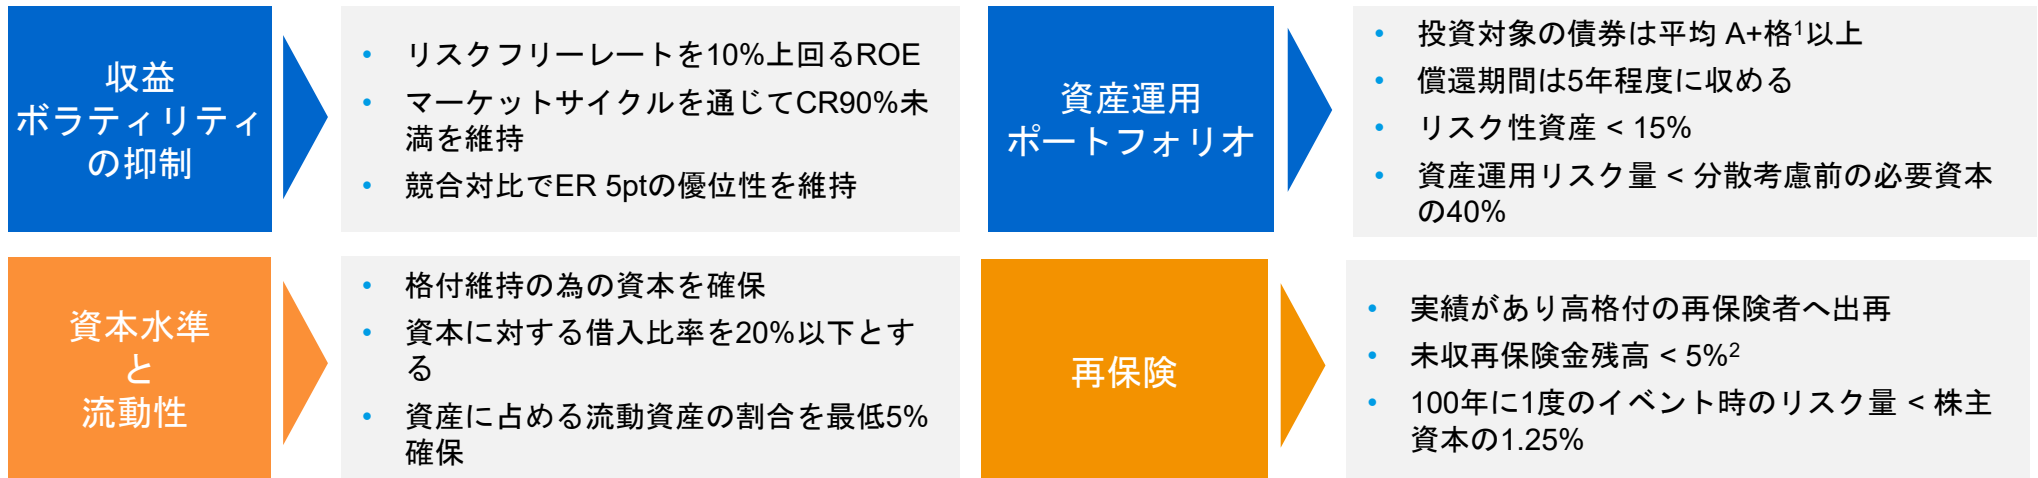 収益
ボラティリティ
の抑制
• リスクフリーレートを10%上回るROE
• マーケットサイクルを通じてCR90%未
満を維持
• 競合対比でER 5ptの優位性を維持
資産運用
ポートフォリオ
• 投資対象の債券は平均 A+格1以上
• 償還期間は5年程度に収める
• リスク性資産 < 15%
• 資産運用リスク量 < 分散考慮前の必要資本
の40%
資本水準
と
流動性
• 格付維持の為の資本を確保
• 資本に対する借入比率を20%以下とす
る
• 資産に占める流動資産の割合を最低5%
確保
再保険
• 実績があり高格付の再保険者へ出再
• 未収再保険金残高 < 5%2
• 100年に1度のイベント時のリスク量 < 株主
資本の1.25%